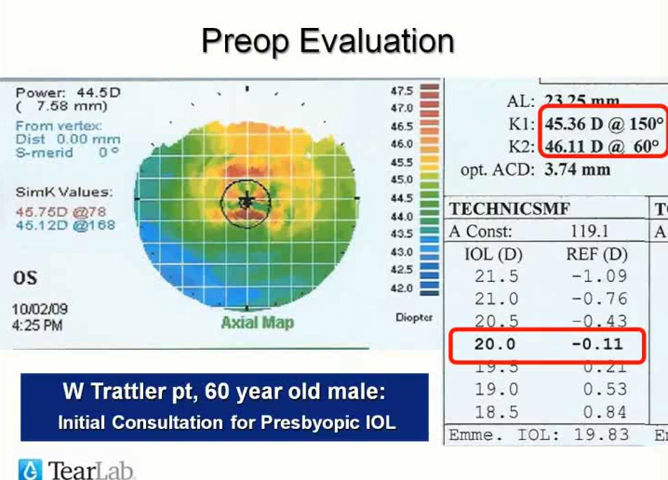 Preop Evaluation
Power: 44.5D
( 7.58 mm)
From vertex:
Dist 0.00 mm
S-merid 0 °
SimK Values:
45.75D @78
45.12D @168
OS
10/02/09
4:25 PM
Axial Map
47.5
47.0
46.5
46.0
45.5
45.0
44.5
44.0
43.5
43.0
42.5
42.0
Diopter
AL: 23.25 mm
K1: 45.36 D @ 150°
K2: 46.11 D @ 60°
opt. ACD: 3.74 mm
TECHNICSMF
A Const: 119.1
IOL (D) REF (D)
21.5 -1.09
21.0 -0.76
20.5 -0.43
20.0 -0.11
19.5 0.21
19.0 0.53
18.5 0.84
Emme. IOL: 19.83
W Trattler pt, 60 year old male:
Initial Consultation for Presbyopic IOL
TearLab